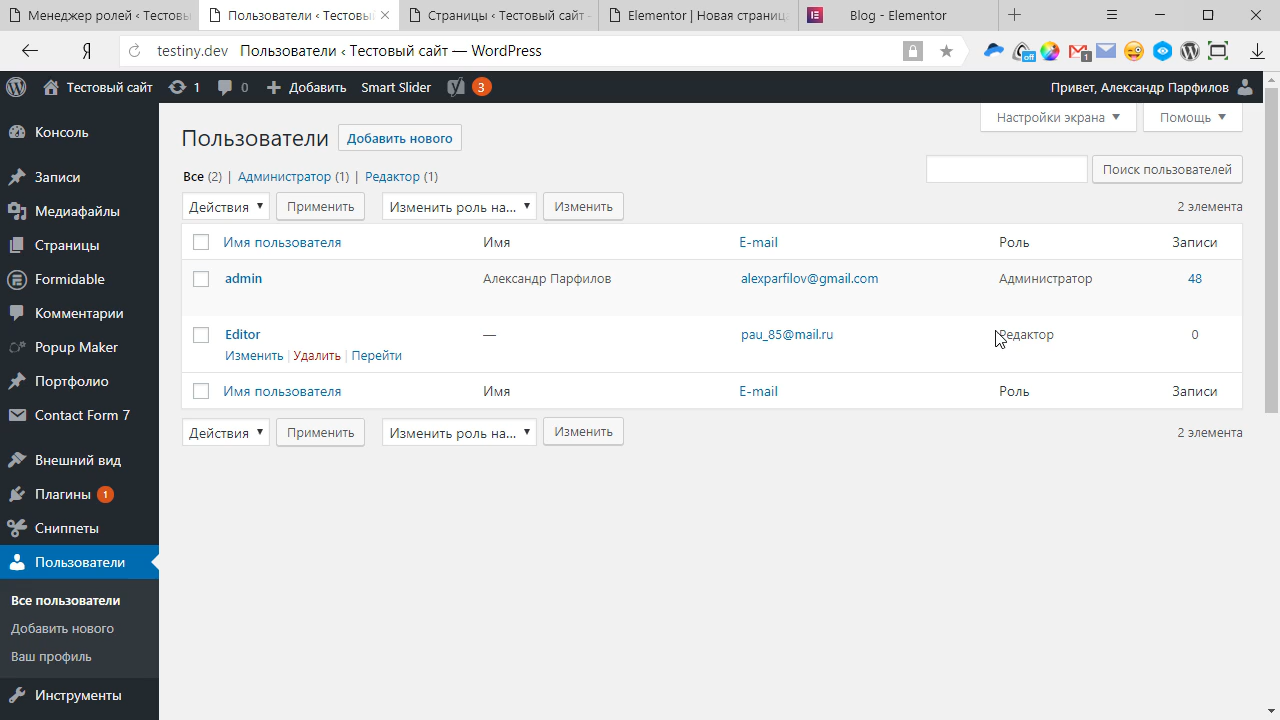 Менеджер ролей ‹ Тестовы
Пользователи ‹ Тестовы
Страницы ‹ Тестовый сайт -
Elementor | Новая страниц
Blog - Elementor
Я
testiny.dev Пользователи ‹ Тестовый сайт — WordPress
off
1
Тестовый сайт
1
0
Добавить
Smart Slider
3
Привет, Александр Парфилов
Консоль
Записи
Медиафайлы
Страницы
Formidable
Комментарии
Popup Maker
Портфолио
Contact Form 7
Внешний вид
Плагины 1
Сниппеты
Пользователи
Все пользователи
Добавить нового
Ваш профиль
Инструменты
Настройки экрана
Помощь
Пользователи
Добавить нового
Все (2) | Администратор (1) | Редактор (1)
Поиск пользователей
Действия
Применить
Изменить роль на...
Изменить
2 элемента
Имя пользователя Имя E-mail Роль Записи
admin Александр Парфилов alexparfilov@gmail.com Администратор 48
Editor — pau_85@mail.ru Редактор 0
Изменить | Удалить | Перейти
Имя пользователя Имя E-mail Роль Записи
Действия
Применить
Изменить роль на...
Изменить
2 элемента